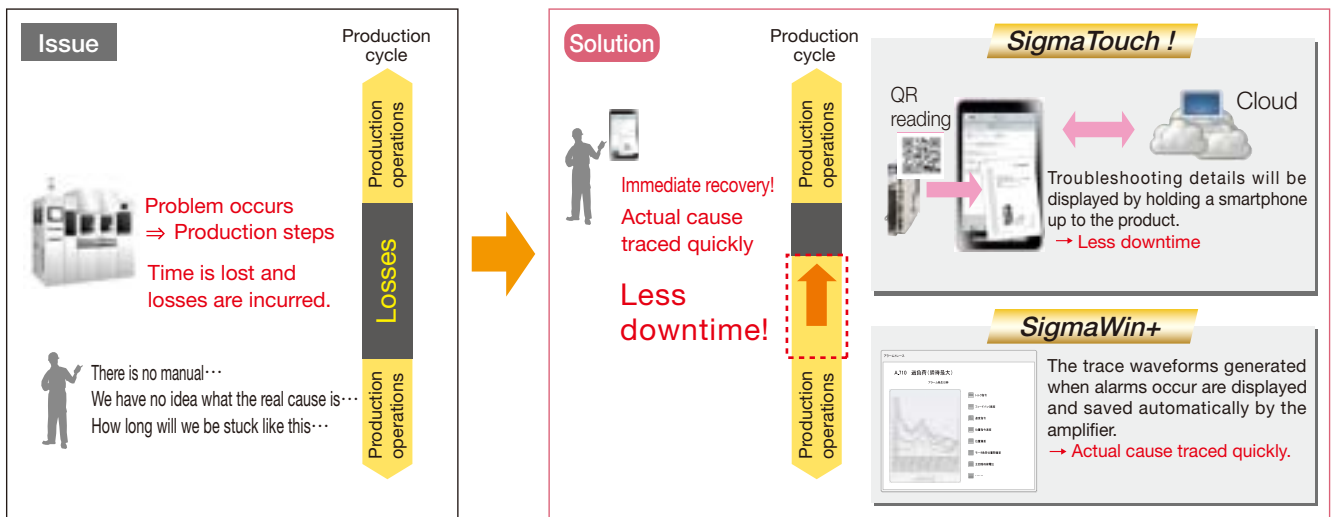 Issue
Production
cycle
Production
operations
Problem occurs
⇒ Production steps
Time is lost and
losses are incurred.
Losses
There is no manual…
We have no idea what the real cause is…
How long will we be stuck like this…
Production
operations
Solution
Production
cycle
Production
operations
Immediate recovery!
Actual cause
traced quickly
Less
downtime!
Production
operations
SigmaTouch !
QR
reading
Cloud
Troubleshooting details will be
displayed by holding a smartphone
up to the product.
→ Less downtime
SigmaWin+
The trace waveforms generated
when alarms occur are displayed
and saved automatically by the
amplifier.
→ Actual cause traced quickly.